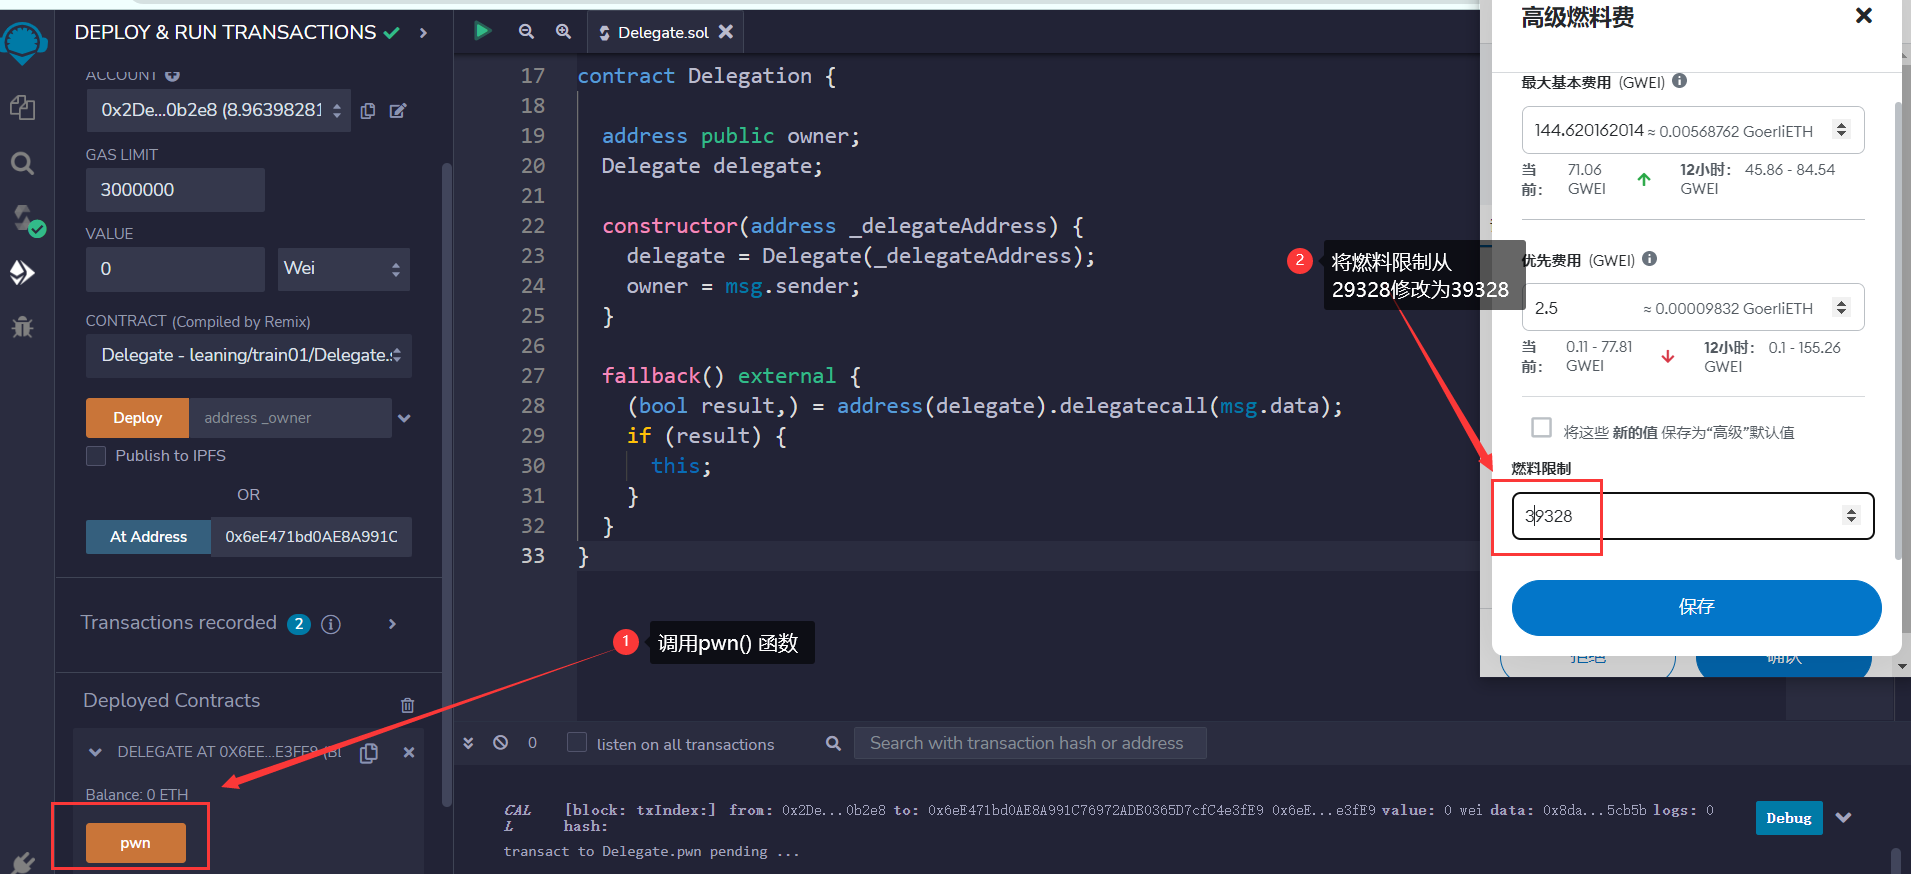 DEPLOY & RUN TRANSACTIONS
ACCOUNT
0x2De...0b2e8 (8.96398281
GAS LIMIT
3000000
VALUE
0
Wei
CONTRACT (Compiled by Remix)
Delegate - leaning/train01/Delegate.s
Deploy
address _owner
Publish to IPFS
OR
At Address
0x6eE471bd0AE8A991C
Transactions recorded 2 i
Deployed Contracts
DELEGATE AT 0X6EE...E3FE9 (Bl
Balance: 0 ETH
pwn
Delegate.sol
17 contract Delegation {
18
19 address public owner;
20 Delegate delegate;
21
22 constructor(address _delegateAddress) {
23 delegate = Delegate(_delegateAddress);
24 owner = msg.sender;
25 }
26
27 fallback() external {
28 (bool result,) = address(delegate).delegatecall(msg.data);
29 if (result) {
30 this;
31 }
32 }
33 }
1 调用pwn() 函数
2 将燃料限制从
29328修改为39328
0
listen on all transactions
Search with transaction hash or address
CAL
L
[block: txIndex:] from: 0x2De...0b2e8 to: 0x6eE471bd0AE8A991C76972ADB0365D7cfC4e3fE9 0x6eE...e3fE9 value: 0 wei data: 0x8da...5cb5b logs: 0
hash:
Debug
transact to Delegate.pwn pending ...
高级燃料费
最大基本费用 (GWEI)
144.620162014 ≈ 0.00568762 GoerliETH
当前：
71.06 GWEI
12小时： 45.86 - 84.54 GWEI
优先费用 (GWEI)
2.5 ≈ 0.00009832 GoerliETH
当前：
0.11 - 77.81 GWEI
12小时： 0.1 - 155.26 GWEI
将这些 新的值 保存为“高级”默认值
燃料限制
39328
保存
拒绝
确认